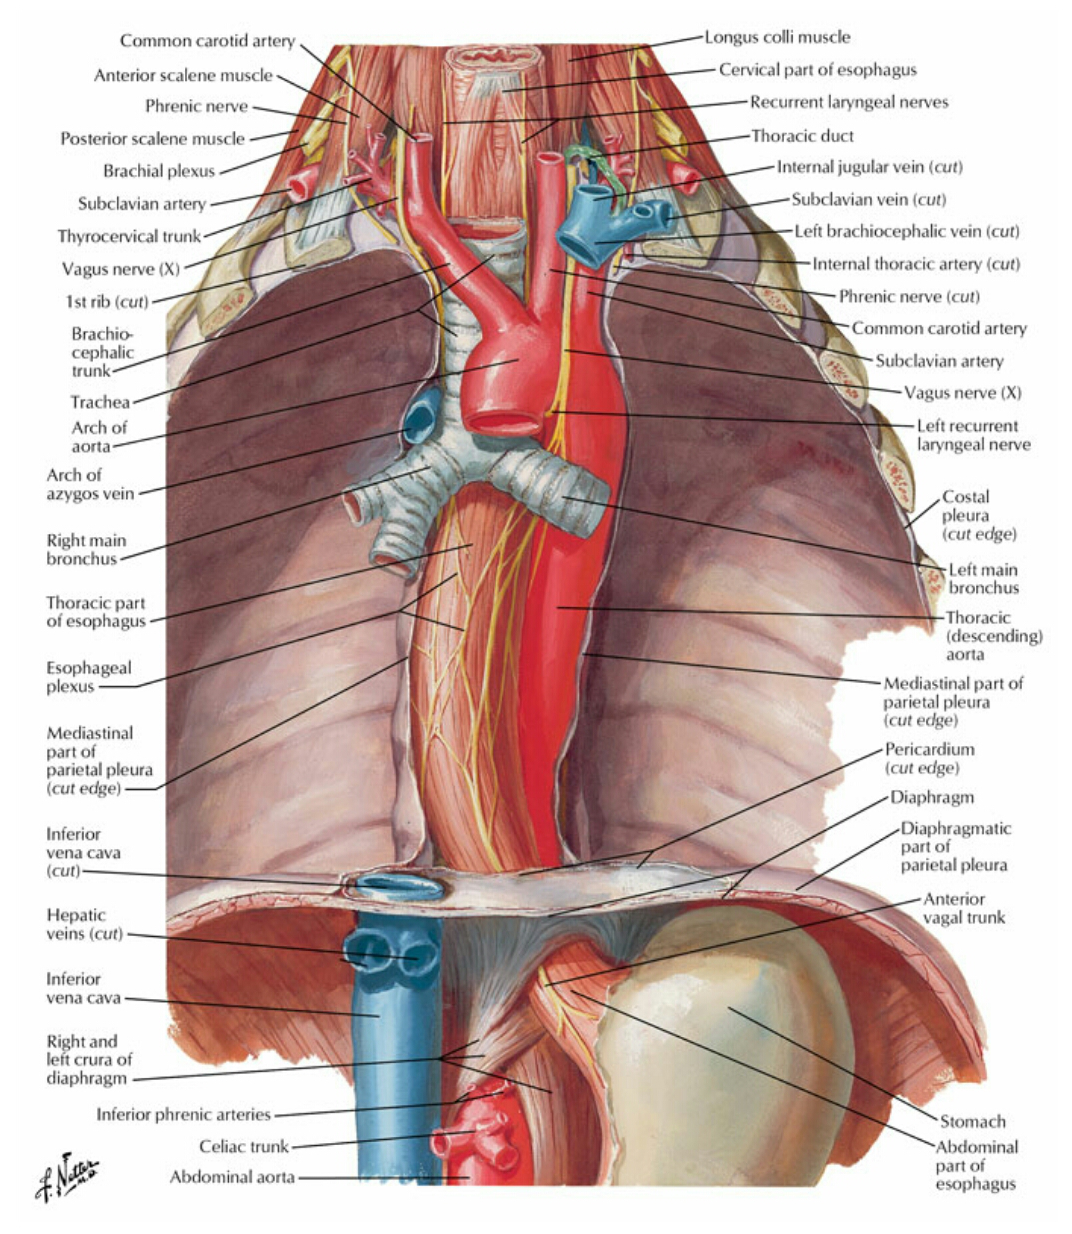 Common carotid artery
Anterior scalene muscle
Phrenic nerve
Posterior scalene muscle
Brachial plexus
Subclavian artery
Thyrocervical trunk
Vagus nerve (X)
1st rib (cut)
Brachio-
cephalic
trunk
Trachea
Arch of
aorta
Arch of
azygos vein
Right main
bronchus
Thoracic part
of esophagus
Esophageal
plexus
Mediastinal
part of
parietal pleura
(cut edge)
Inferior
vena cava
(cut)
Hepatic
veins (cut)
Inferior
vena cava
Right and
left crura of
diaphragm
Inferior phrenic arteries
Celiac trunk
Abdominal aorta
Longus colli muscle
Cervical part of esophagus
Recurrent laryngeal nerves
Thoracic duct
Internal jugular vein (cut)
Subclavian vein (cut)
Left brachiocephalic vein (cut)
Internal thoracic artery (cut)
Phrenic nerve (cut)
Common carotid artery
Subclavian artery
Vagus nerve (X)
Left recurrent
laryngeal nerve
Costal
pleura
(cut edge)
Left main
bronchus
Thoracic
(descending)
aorta
Mediastinal part of
parietal pleura
(cut edge)
Pericardium
(cut edge)
Diaphragm
Diaphragmatic
part of
parietal pleura
Anterior
vagal trunk
Stomach
Abdominal
part of
esophagus
F. Netter
M.D.